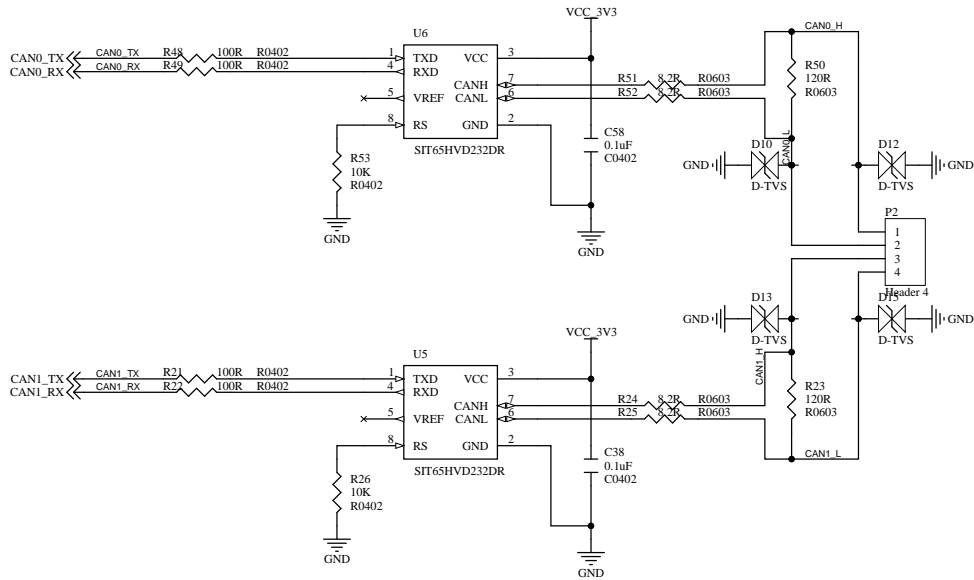 VCC_3V3
U6
CAN0_TX CAN0_TX R48 100R R0402 1 TXD VCC 3
CAN0_RX CAN0_RX R49 100R R0402 4 RXD
CANH 7 R51 8.2R R0603
5 VREF CANL 6 R52 8.2R R0603
8 RS GND 2
SIT65HVD232DR
R53
10K
R0402
GND
C58
0.1uF
C0402
GND
CAN0_H
R50
120R
R0603
CAN0_L
GND D10 D-TVS
D12 D-TVS GND
P2
1
2
3
4
Header 4
GND D13 D-TVS
D15 D-TVS GND
VCC_3V3
U5
CAN1_TX CAN1_TX R21 100R R0402 1 TXD VCC 3
CAN1_RX CAN1_RX R22 100R R0402 4 RXD
CANH 7 R24 8.2R R0603
5 VREF CANL 6 R25 8.2R R0603
8 RS GND 2
SIT65HVD232DR
R26
10K
R0402
GND
C38
0.1uF
C0402
GND
CAN1_H
R23
120R
R0603
CAN1_L